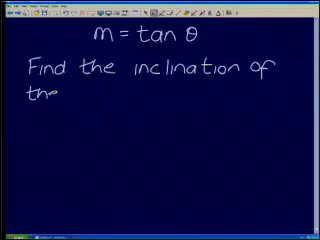 m = tan θ
Find the inclination of
the